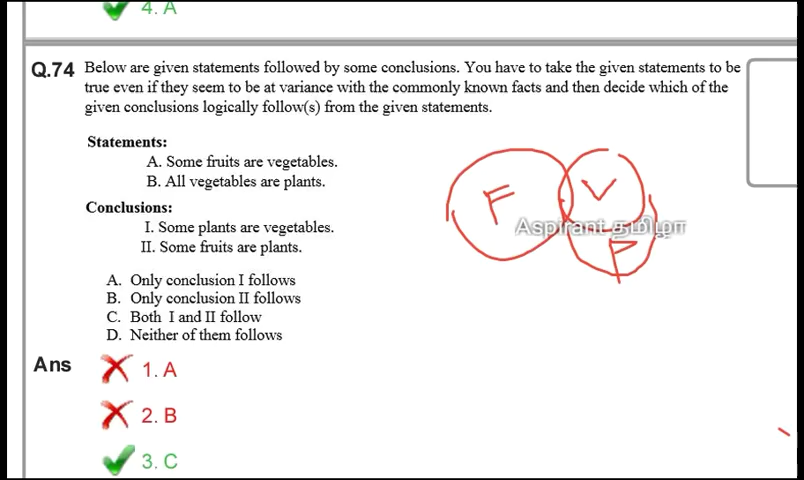 4. A
Q.74 Below are given statements followed by some conclusions. You have to take the given statements to be
true even if they seem to be at variance with the commonly known facts and then decide which of the
given conclusions logically follow(s) from the given statements.
Statements:
A. Some fruits are vegetables.
B. All vegetables are plants.
Conclusions:
I. Some plants are vegetables.
II. Some fruits are plants.
F
V
Aspirant தமிழா
P
A. Only conclusion I follows
B. Only conclusion II follows
C. Both I and II follow
D. Neither of them follows
Ans
1. A
2. B
3. C